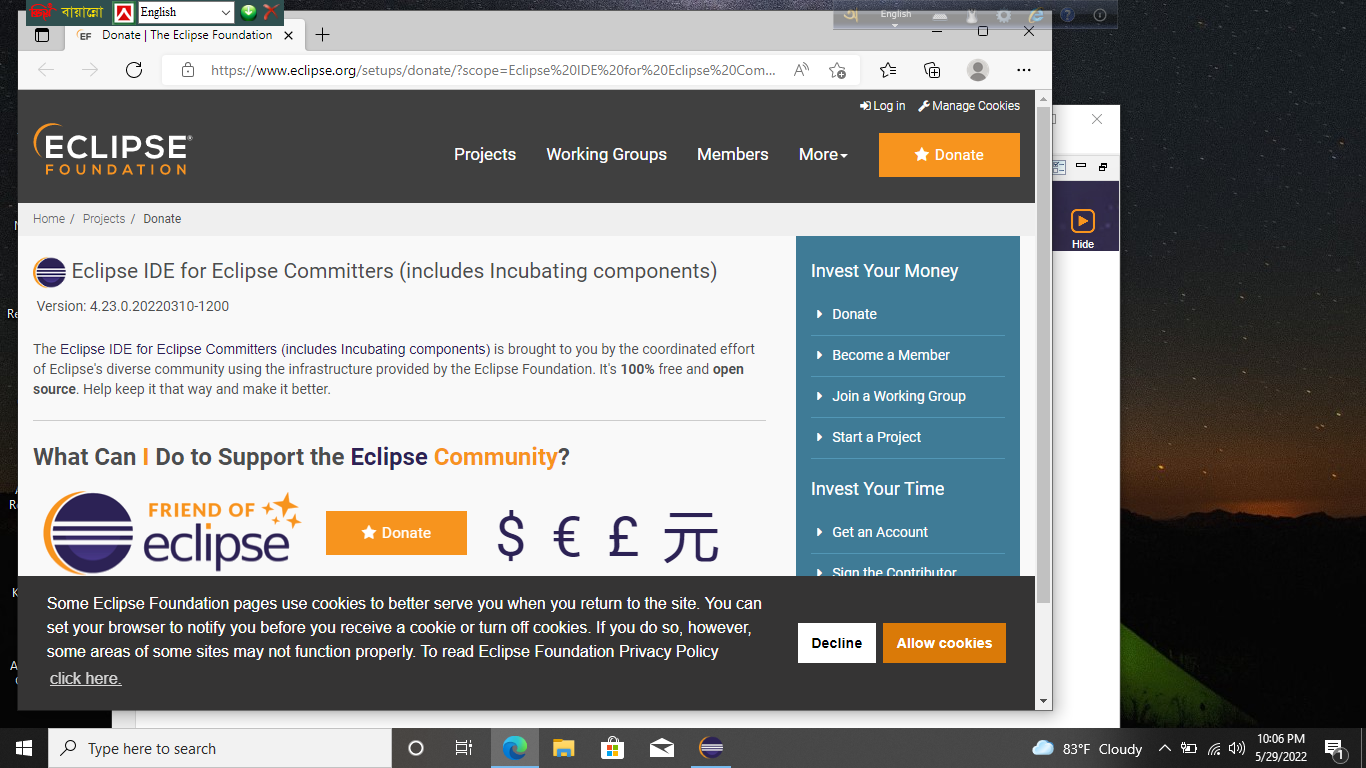 বায়ান্নো
English
English
Donate | The Eclipse Foundation
https://www.eclipse.org/setups/donate/?scope=Eclipse%20IDE%20for%20Eclipse%20Com...
Log in
Manage Cookies
ECLIPSE
FOUNDATION
Projects
Working Groups
Members
More
Donate
Home / Projects / Donate
Hide
Eclipse IDE for Eclipse Committers (includes Incubating components)
Version: 4.23.0.20220310-1200
The Eclipse IDE for Eclipse Committers (includes Incubating components) is brought to you by the coordinated effort
of Eclipse's diverse community using the infrastructure provided by the Eclipse Foundation. It's 100% free and open
source. Help keep it that way and make it better.
What Can I Do to Support the Eclipse Community?
FRIEND OF
eclipse
Donate
$ € £ 元
Invest Your Money
Donate
Become a Member
Join a Working Group
Start a Project
Invest Your Time
Get an Account
Sign the Contributor
Some Eclipse Foundation pages use cookies to better serve you when you return to the site. You can
set your browser to notify you before you receive a cookie or turn off cookies. If you do so, however,
some areas of some sites may not function properly. To read Eclipse Foundation Privacy Policy
click here.
Decline
Allow cookies
Type here to search
83°F Cloudy
10:06 PM
5/29/2022
1